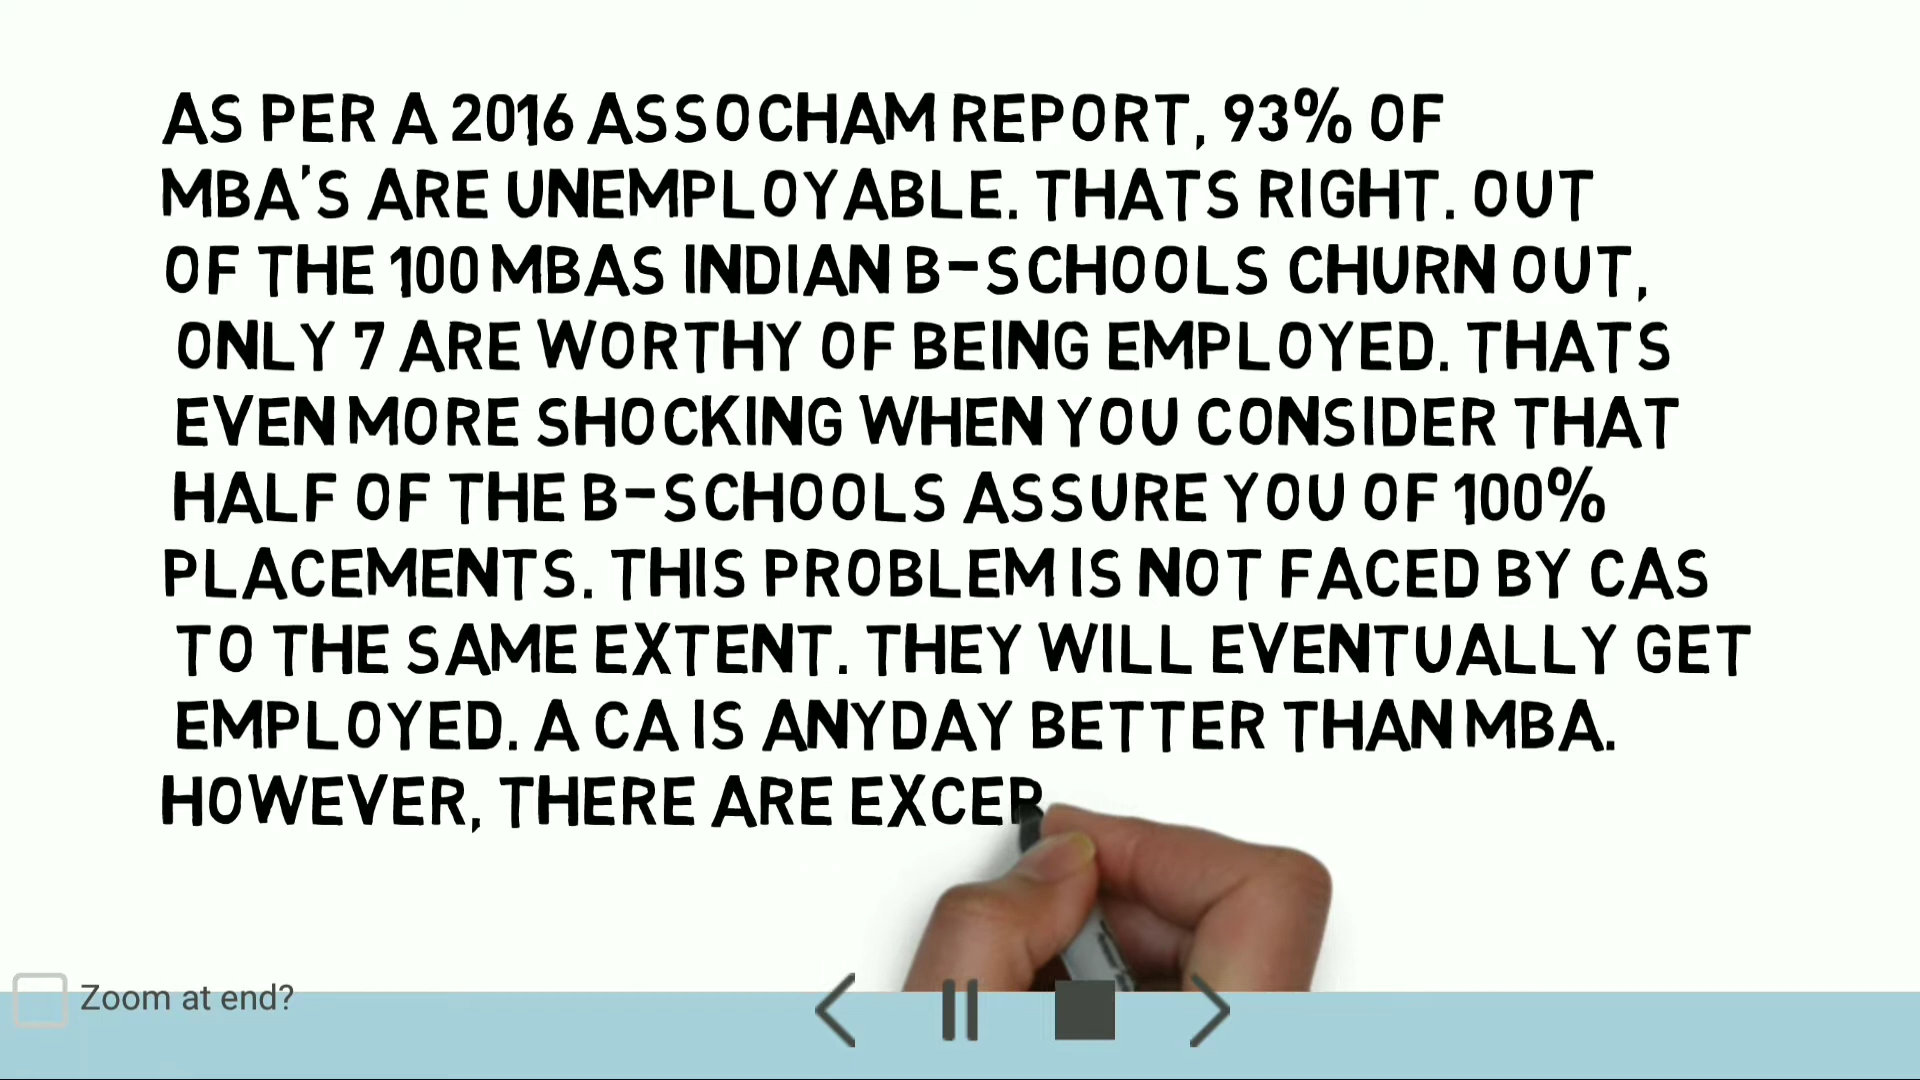 AS PER A 2016 ASSOCHAM REPORT, 93% OF
MBA'S ARE UNEMPLOYABLE. THATS RIGHT. OUT
OF THE 100 MBAS INDIAN B-SCHOOLS CHURN OUT,
ONLY 7 ARE WORTHY OF BEING EMPLOYED. THATS
EVEN MORE SHOCKING WHEN YOU CONSIDER THAT
HALF OF THE B-SCHOOLS ASSURE YOU OF 100%
PLACEMENTS. THIS PROBLEM IS NOT FACED BY CAS
TO THE SAME EXTENT. THEY WILL EVENTUALLY GET
EMPLOYED. A CA IS ANYDAY BETTER THAN MBA.
HOWEVER, THERE ARE EXCEP
Zoom at end?